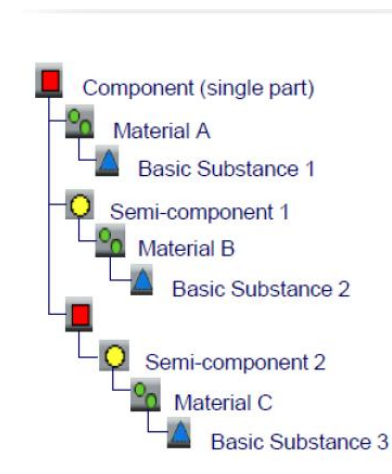 Component (single part)
Material A
Basic Substance 1
Semi-component 1
Material B
Basic Substance 2
Semi-component 2
Material C
Basic Substance 3